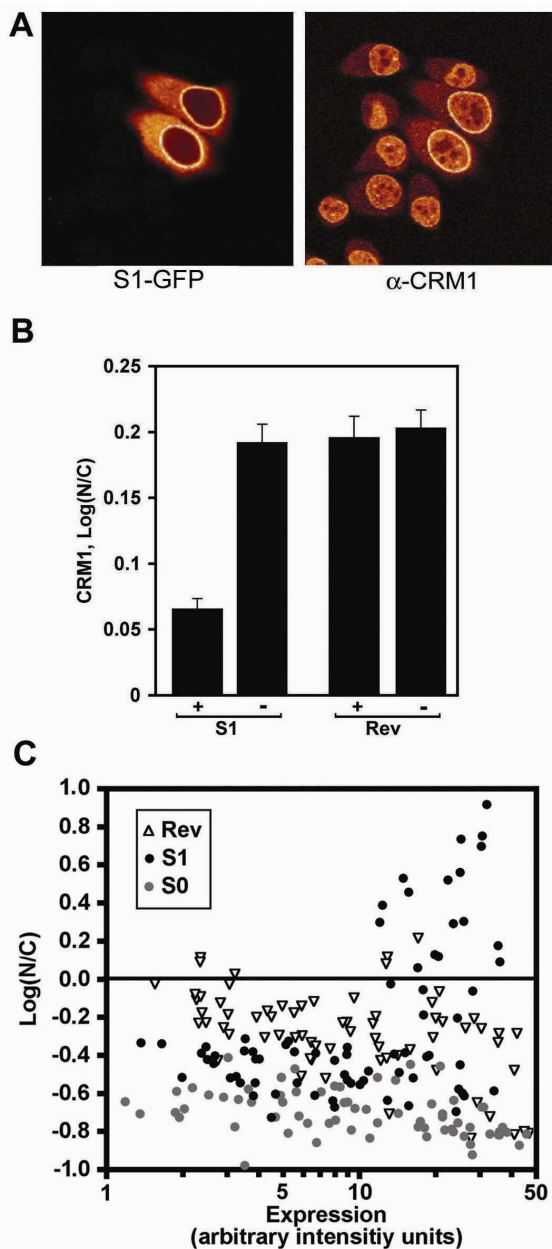 A
S1-GFP
α-CRM1
B
CRM1, Log(N/C)
0.25
0.2
0.15
0.1
0.05
0
+
-
+
-
S1
Rev
C
Log(N/C)
1.0
0.8
0.6
0.4
0.2
0.0
-0.2
-0.4
-0.6
-0.8
-1.0
Rev
S1
S0
1
5
10
50
Expression
(arbitrary intensitiy units)